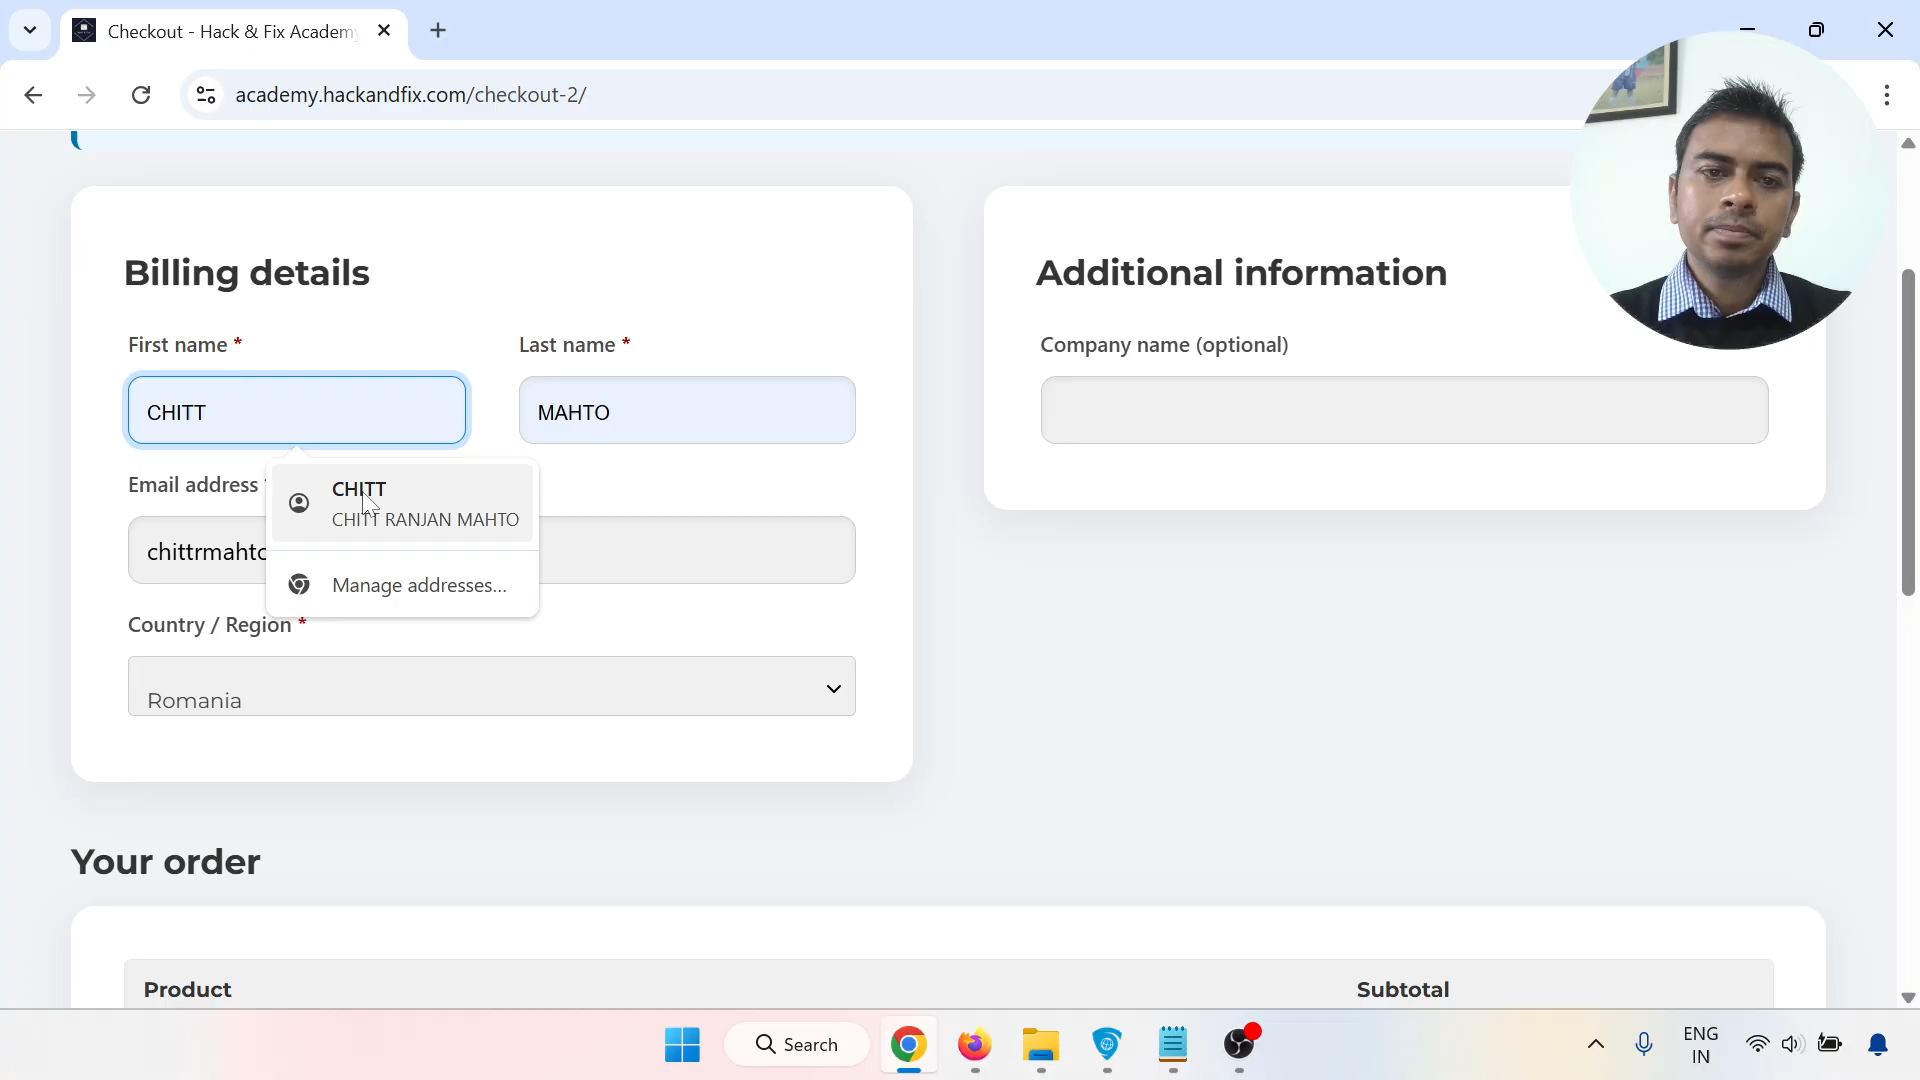 Checkout - Hack & Fix Academy
academy.hackandfix.com/checkout-2/
Billing details
First name *
Last name *
CHITT
MAHTO
Email address
CHITT
CHITT RANJAN MAHTO
chittrmahto
Manage addresses...
Country / Region *
Romania
Additional information
Company name (optional)
Your order
Product
Subtotal
Search
ENG
IN